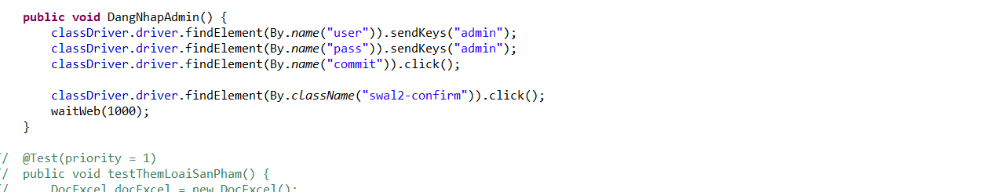 public void DangNhapAdmin() {
classDriver.driver.findElement(By.name("user")).sendKeys("admin");
classDriver.driver.findElement(By.name("pass")).sendKeys("admin");
classDriver.driver.findElement(By.name("commit")).click();
classDriver.driver.findElement(By.className("swal2-confirm")).click();
waitWeb(1000);
}
// @Test(priority = 1)
// public void testThemLoaiSanPham() {
// DocExcel docExcel = new DocExcel();